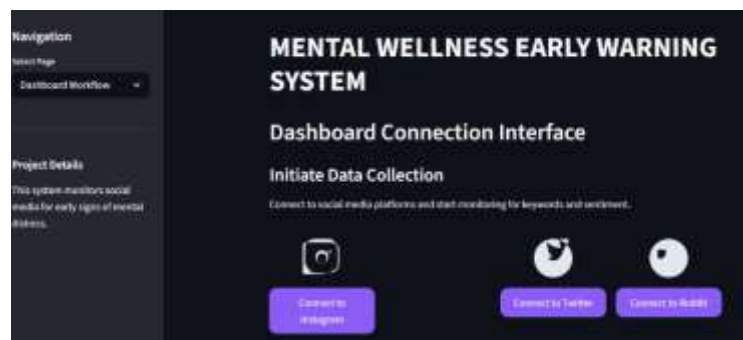 Navigation
Select Page
Dashboard Workflow
Project Details
This system monitors social
media for early signs of mental
distress.
MENTAL WELLNESS EARLY WARNING
SYSTEM
Dashboard Connection Interface
Initiate Data Collection
Connect to social media platforms and start monitoring for keywords and sentiment.
Connect to
Instagram
Connect to Twitter
Connect to Reddit